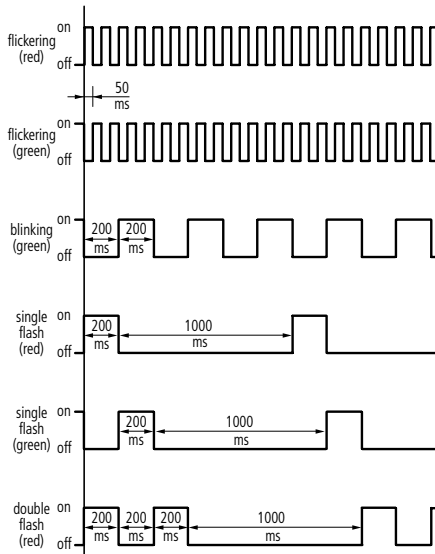 flickering
(red)
on
off
50
ms
flickering
(green)
on
off
blinking
(green)
on
off
200
ms
200
ms
single
flash
(red)
on
off
200
ms
1000
ms
single
flash
(green)
on
off
200
ms
1000
ms
double
flash
(red)
on
off
200
ms
200
ms
200
ms
1000
ms